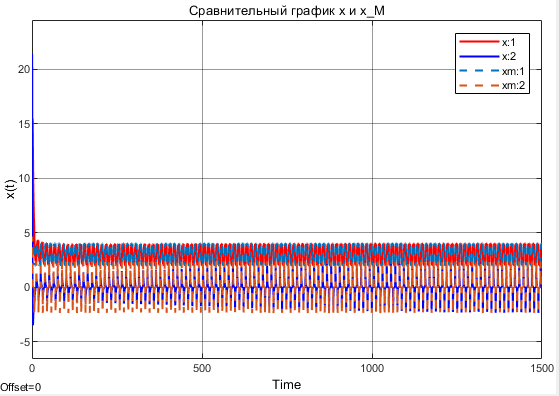 Сравнительный график x и x_M
x:1
x:2
xm:1
xm:2
x(t)
20
15
10
5
0
-5
0
500
1000
1500
Time
Offset=0